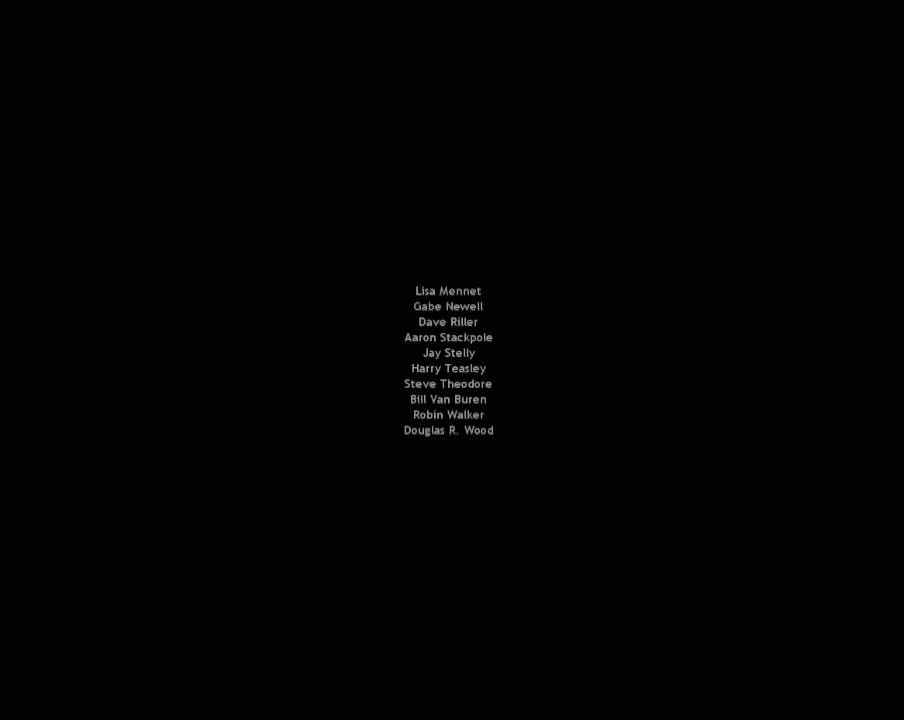 Lisa Mennet
Gabe Newell
Dave Riller
Aaron Stackpole
Jay Stelly
Harry Teasley
Steve Theodore
Bill Van Buren
Robin Walker
Douglas R. Wood